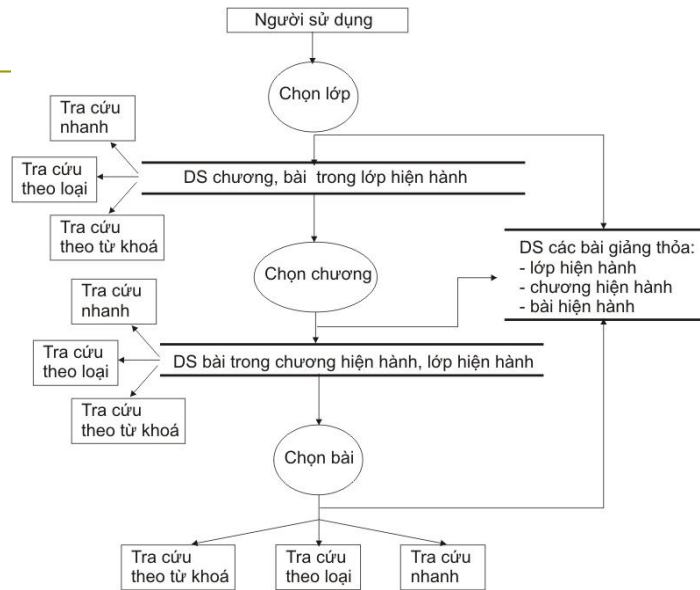 Người sử dụng
Chọn lớp
Tra cứu
nhanh
Tra cứu
theo loại
Tra cứu
theo từ khoá
DS chương, bài trong lớp hiện hành
Chọn chương
DS các bài giảng thỏa:
- lớp hiện hành
- chương hiện hành
- bài hiện hành
Tra cứu
nhanh
Tra cứu
theo loại
Tra cứu
theo từ khoá
DS bài trong chương hiện hành, lớp hiện hành
Chọn bài
Tra cứu
theo từ khoá
Tra cứu
theo loại
Tra cứu
nhanh